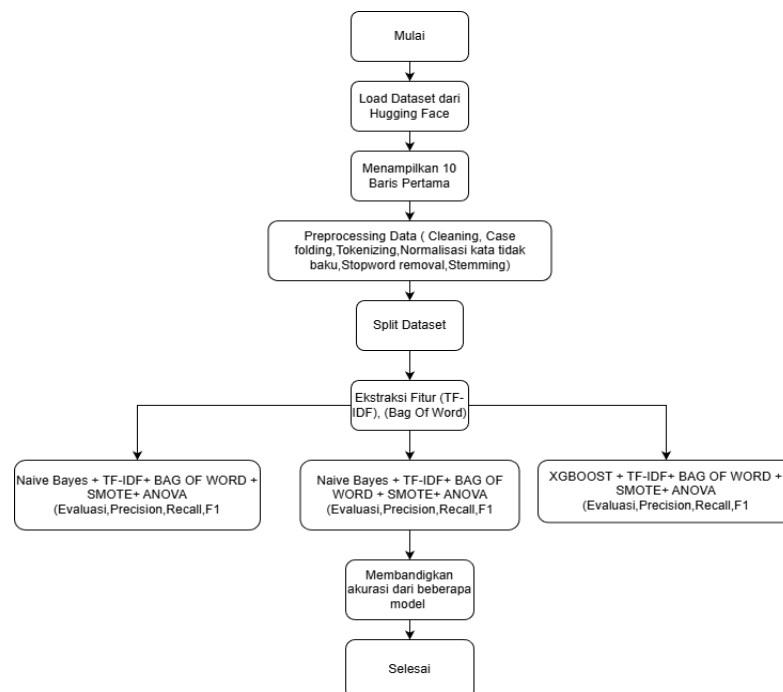 Mulai
Load Dataset dari
Hugging Face
Menampilkan 10
Baris Pertama
Preprocessing Data ( Cleaning, Case
folding,Tokenizing,Normalisasi kata tidak
baku,Stopword removal,Stemming)
Split Dataset
Ekstraksi Fitur (TF-
IDF), (Bag Of Word)
Naive Bayes + TF-IDF+ BAG OF WORD +
SMOTE+ ANOVA
(Evaluasi,Precision,Recall,F1
Naive Bayes + TF-IDF+ BAG OF
WORD + SMOTE+ ANOVA
(Evaluasi,Precision,Recall,F1
XGBOOST + TF-IDF+ BAG OF WORD +
SMOTE+ ANOVA
(Evaluasi,Precision,Recall,F1
Membandigkan
akurasi dari beberapa
model
Selesai